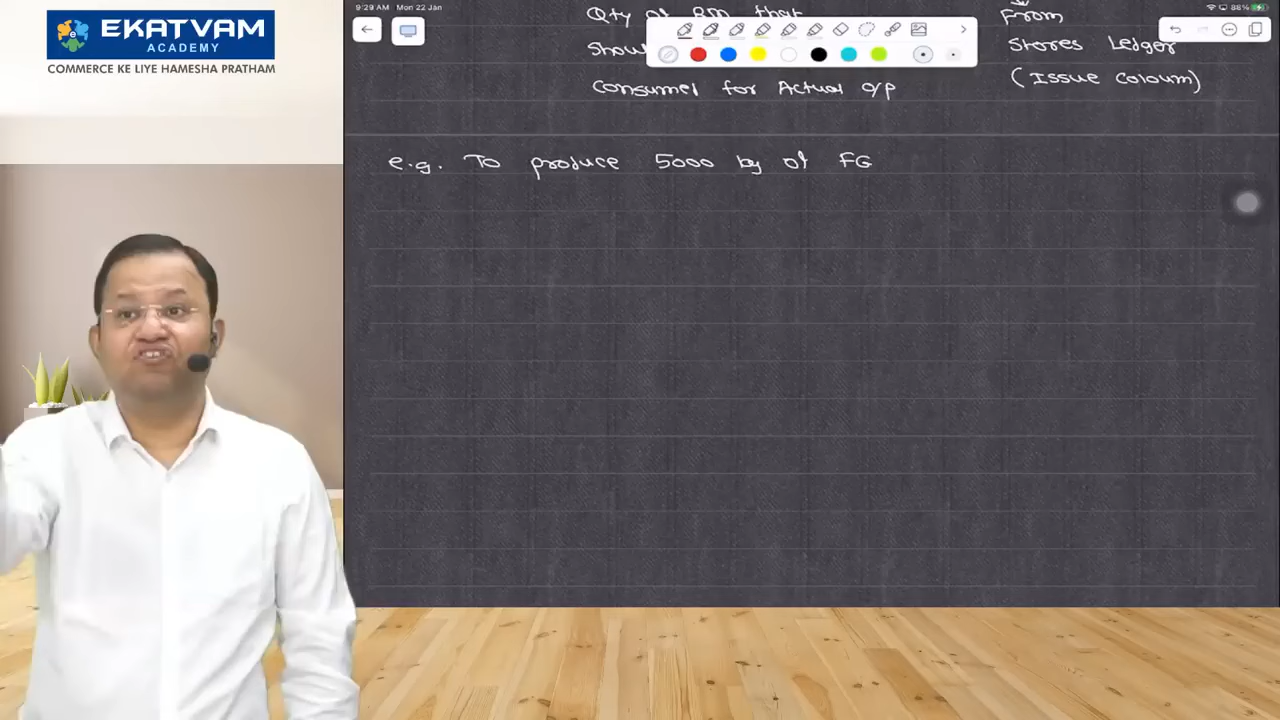 EKATVAM
ACADEMY
COMMERCE KE LIYE HAMESHA PRATHAM
9:29 AM Mon 22 Jan
88%
Qty of RM that
From
Stores Ledger
Consumed for Actual o/p
(Issue Coloum)
e.g. To produce 5000 kg of FG